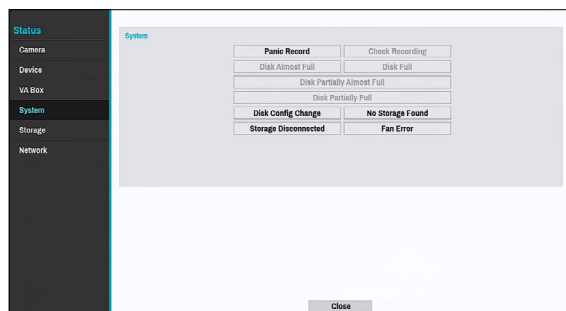 Status
Camera
Device
VA Box
System
Storage
Network
System
Panic Record Check Recording
Disk Almost Full Disk Full
Disk Partially Almost Full
Disk Partially Full
Disk Config Change No Storage Found
Storage Disconnected Fan Error
Close